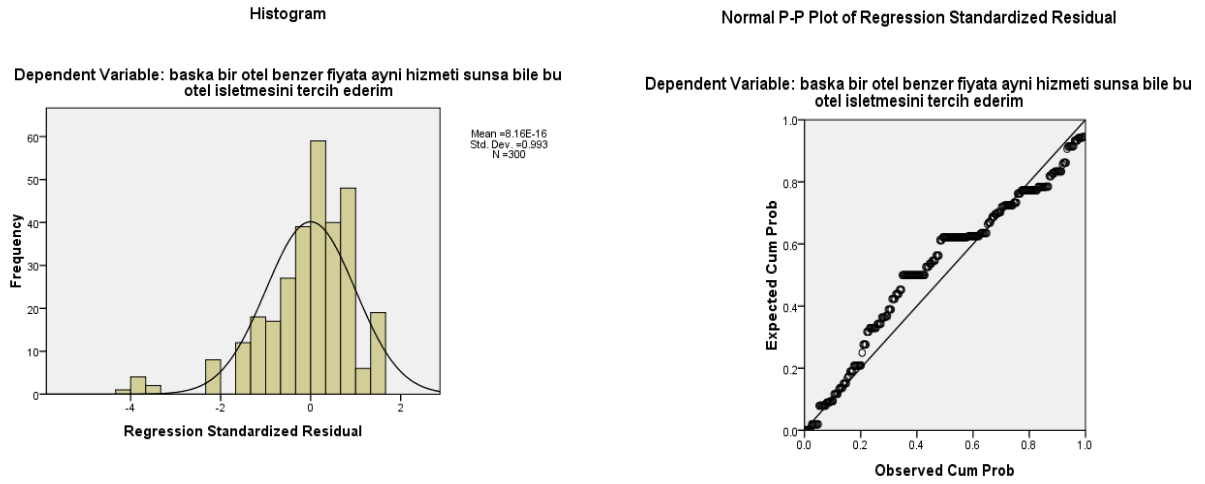 Histogram
Dependent Variable: baska bir otel benzer fiyata ayni hizmeti sunsa bile bu
otel isletmesini tercih ederim
Mean =8.16E-16
Std. Dev. =0.993
N =300
Frequency
60
50
40
30
20
10
0
-4
-2
0
2
Regression Standardized Residual
Normal P-P Plot of Regression Standardized Residual
Dependent Variable: baska bir otel benzer fiyata ayni hizmeti sunsa bile bu
otel isletmesini tercih ederim
Expected Cum Prob
1.0
0.8
0.6
0.4
0.2
0.0
0.0
0.2
0.4
0.6
0.8
1.0
Observed Cum Prob